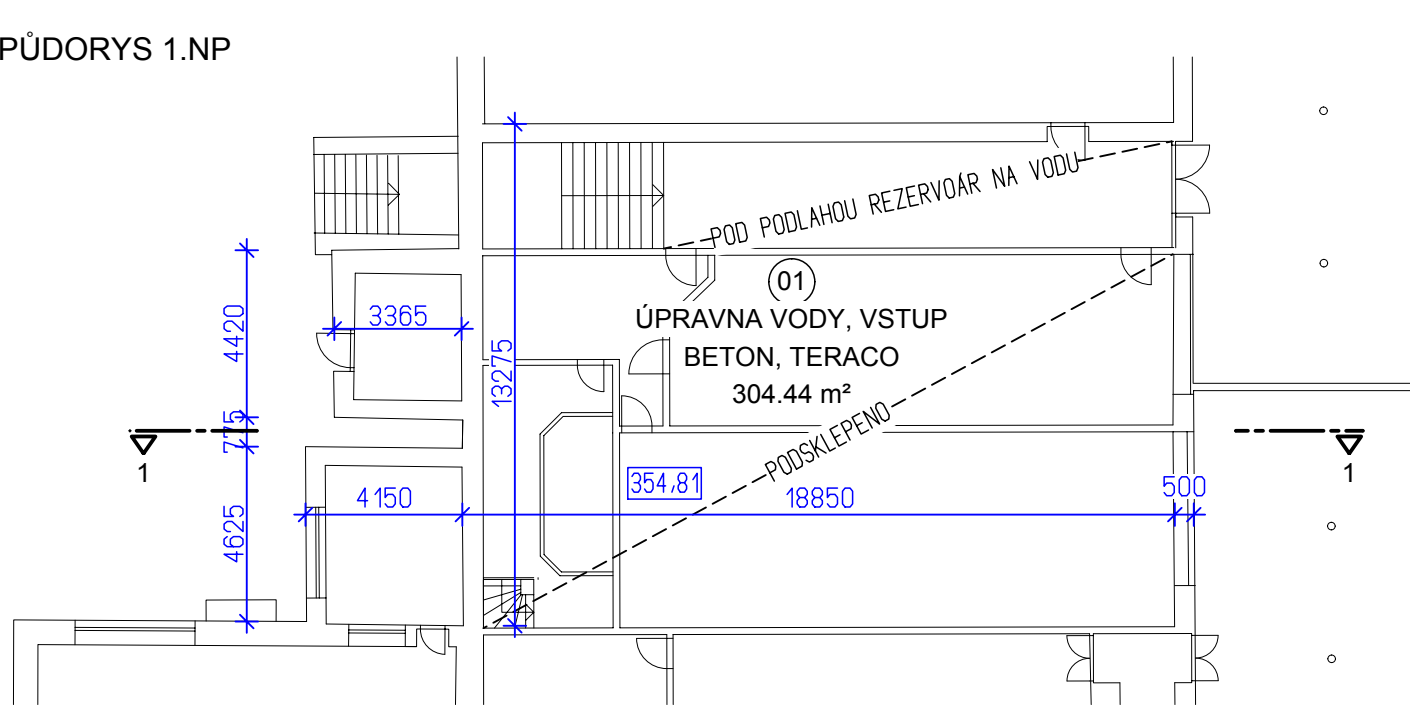 PŮDORYS 1.NP
POD PODLAHOU REZERVOÁR NA VODU
01
ÚPRAVNA VODY, VSTUP
BETON, TERACO
304.44 m²
3365
4420
13275
775
PODSKLEPENO
1
1
354,81
4150
18850
500
4625